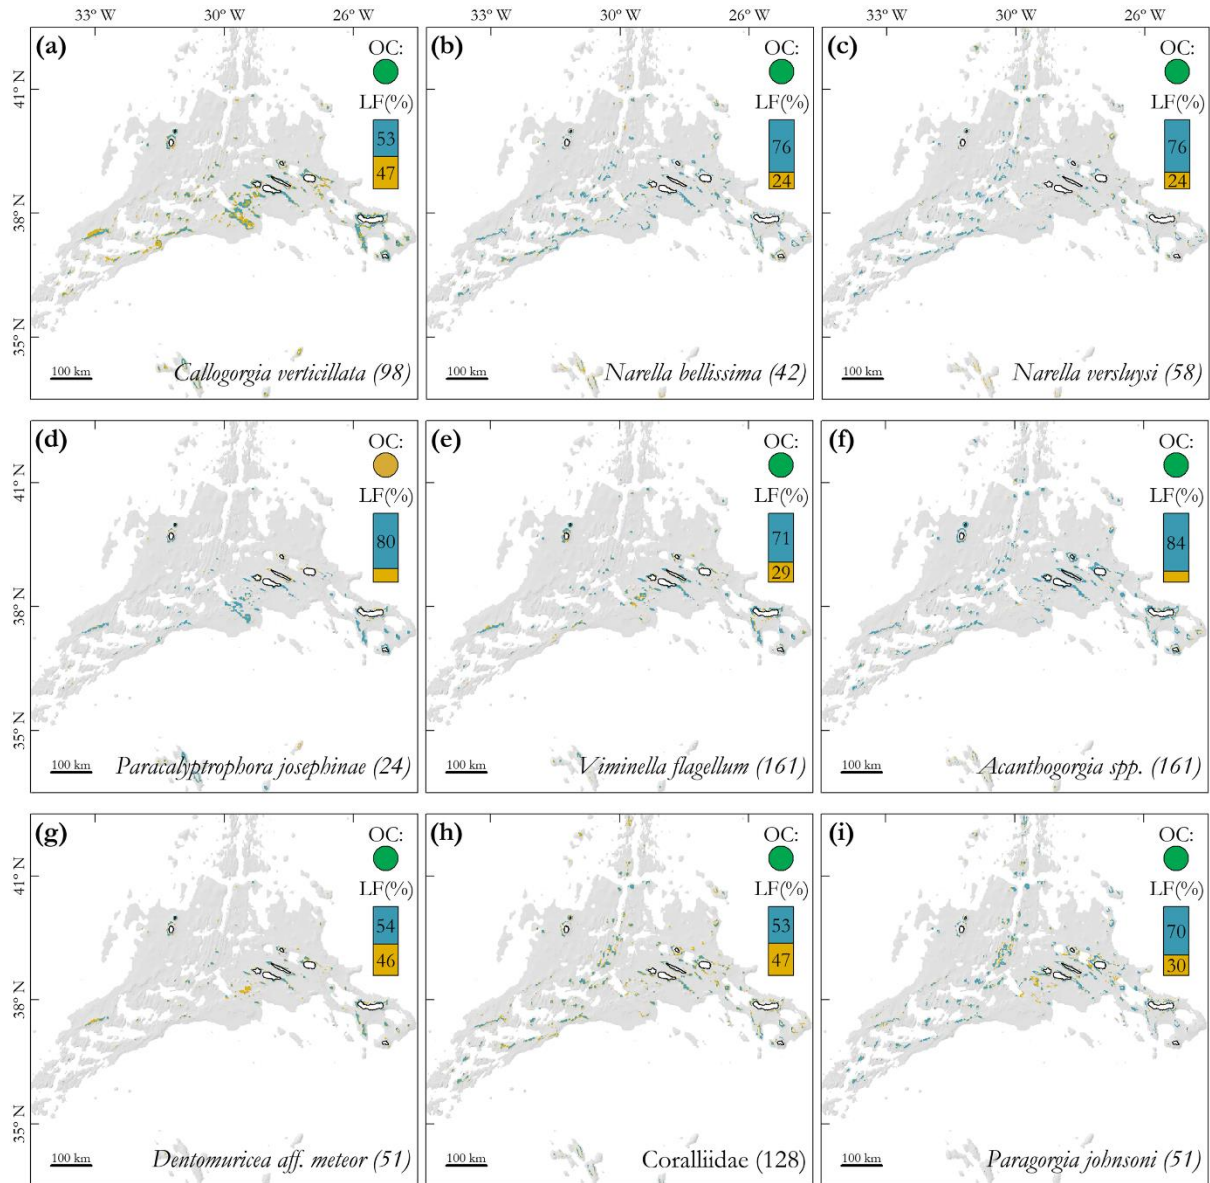 33° W 30° W 26° W 33° W 30° W 26° W 33° W 30° W 26° W
(a) OC:
LF(%)
53
47
41° N
38° N
35° N
100 km
Callogorgia verticillata (98)
(b) OC:
LF(%)
76
24
100 km
Narella bellissima (42)
(c) OC:
LF(%)
76
24
100 km
Narella versluysi (58)
(d) OC:
LF(%)
80
41° N
38° N
35° N
100 km
Paracalyptrophora josephinae (24)
(e) OC:
LF(%)
71
29
100 km
Viminella flagellum (161)
(f) OC:
LF(%)
84
100 km
Acanthogorgia spp. (161)
(g) OC:
LF(%)
54
46
41° N
38° N
35° N
100 km
Dentomuricea aff. meteor (51)
(h) OC:
LF(%)
53
47
100 km
Coralliidae (128)
(i) OC:
LF(%)
70
30
100 km
Paragorgia johnsoni (51)